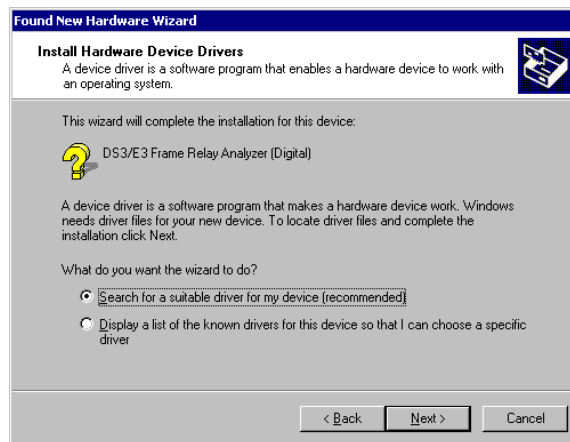 Found New Hardware Wizard
Install Hardware Device Drivers
A device driver is a software program that enables a hardware device to work with
an operating system.
This wizard will complete the installation for this device:
DS3/E3 Frame Relay Analyzer (Digital)
A device driver is a software program that makes a hardware device work. Windows
needs driver files for your new device. To locate driver files and complete the
installation click Next.
What do you want the wizard to do?
Search for a suitable driver for my device (recommended)
Display a list of the known drivers for this device so that I can choose a specific
driver
< Back Next > Cancel